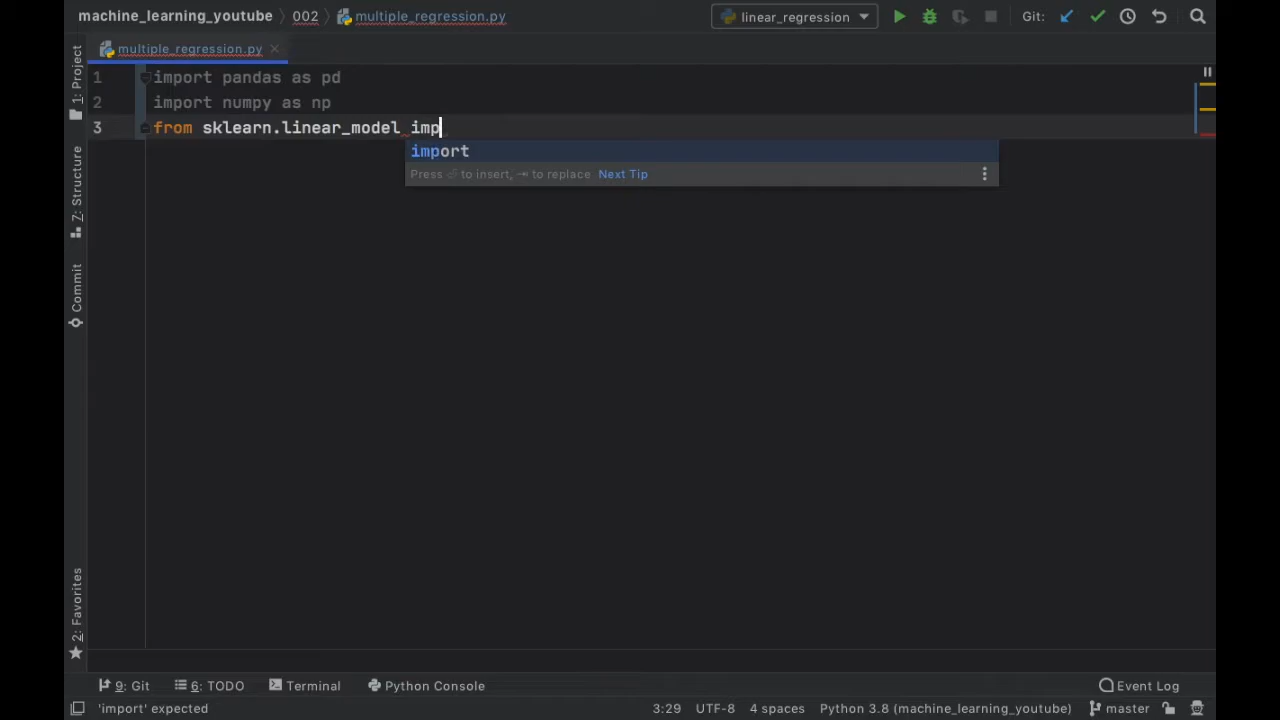 machine_learning_youtube 002 multiple_regression.py linear_regression Git:
multiple_regression.py
1: Project
7: Structure
Commit
2: Favorites
1 import pandas as pd
2 import numpy as np
3 from sklearn.linear_model imp
import
Press ⏎ to insert, ⇥ to replace Next Tip
9: Git 6: TODO Terminal Python Console Event Log
'import' expected 3:29 UTF-8 4 spaces Python 3.8 (machine_learning_youtube) master